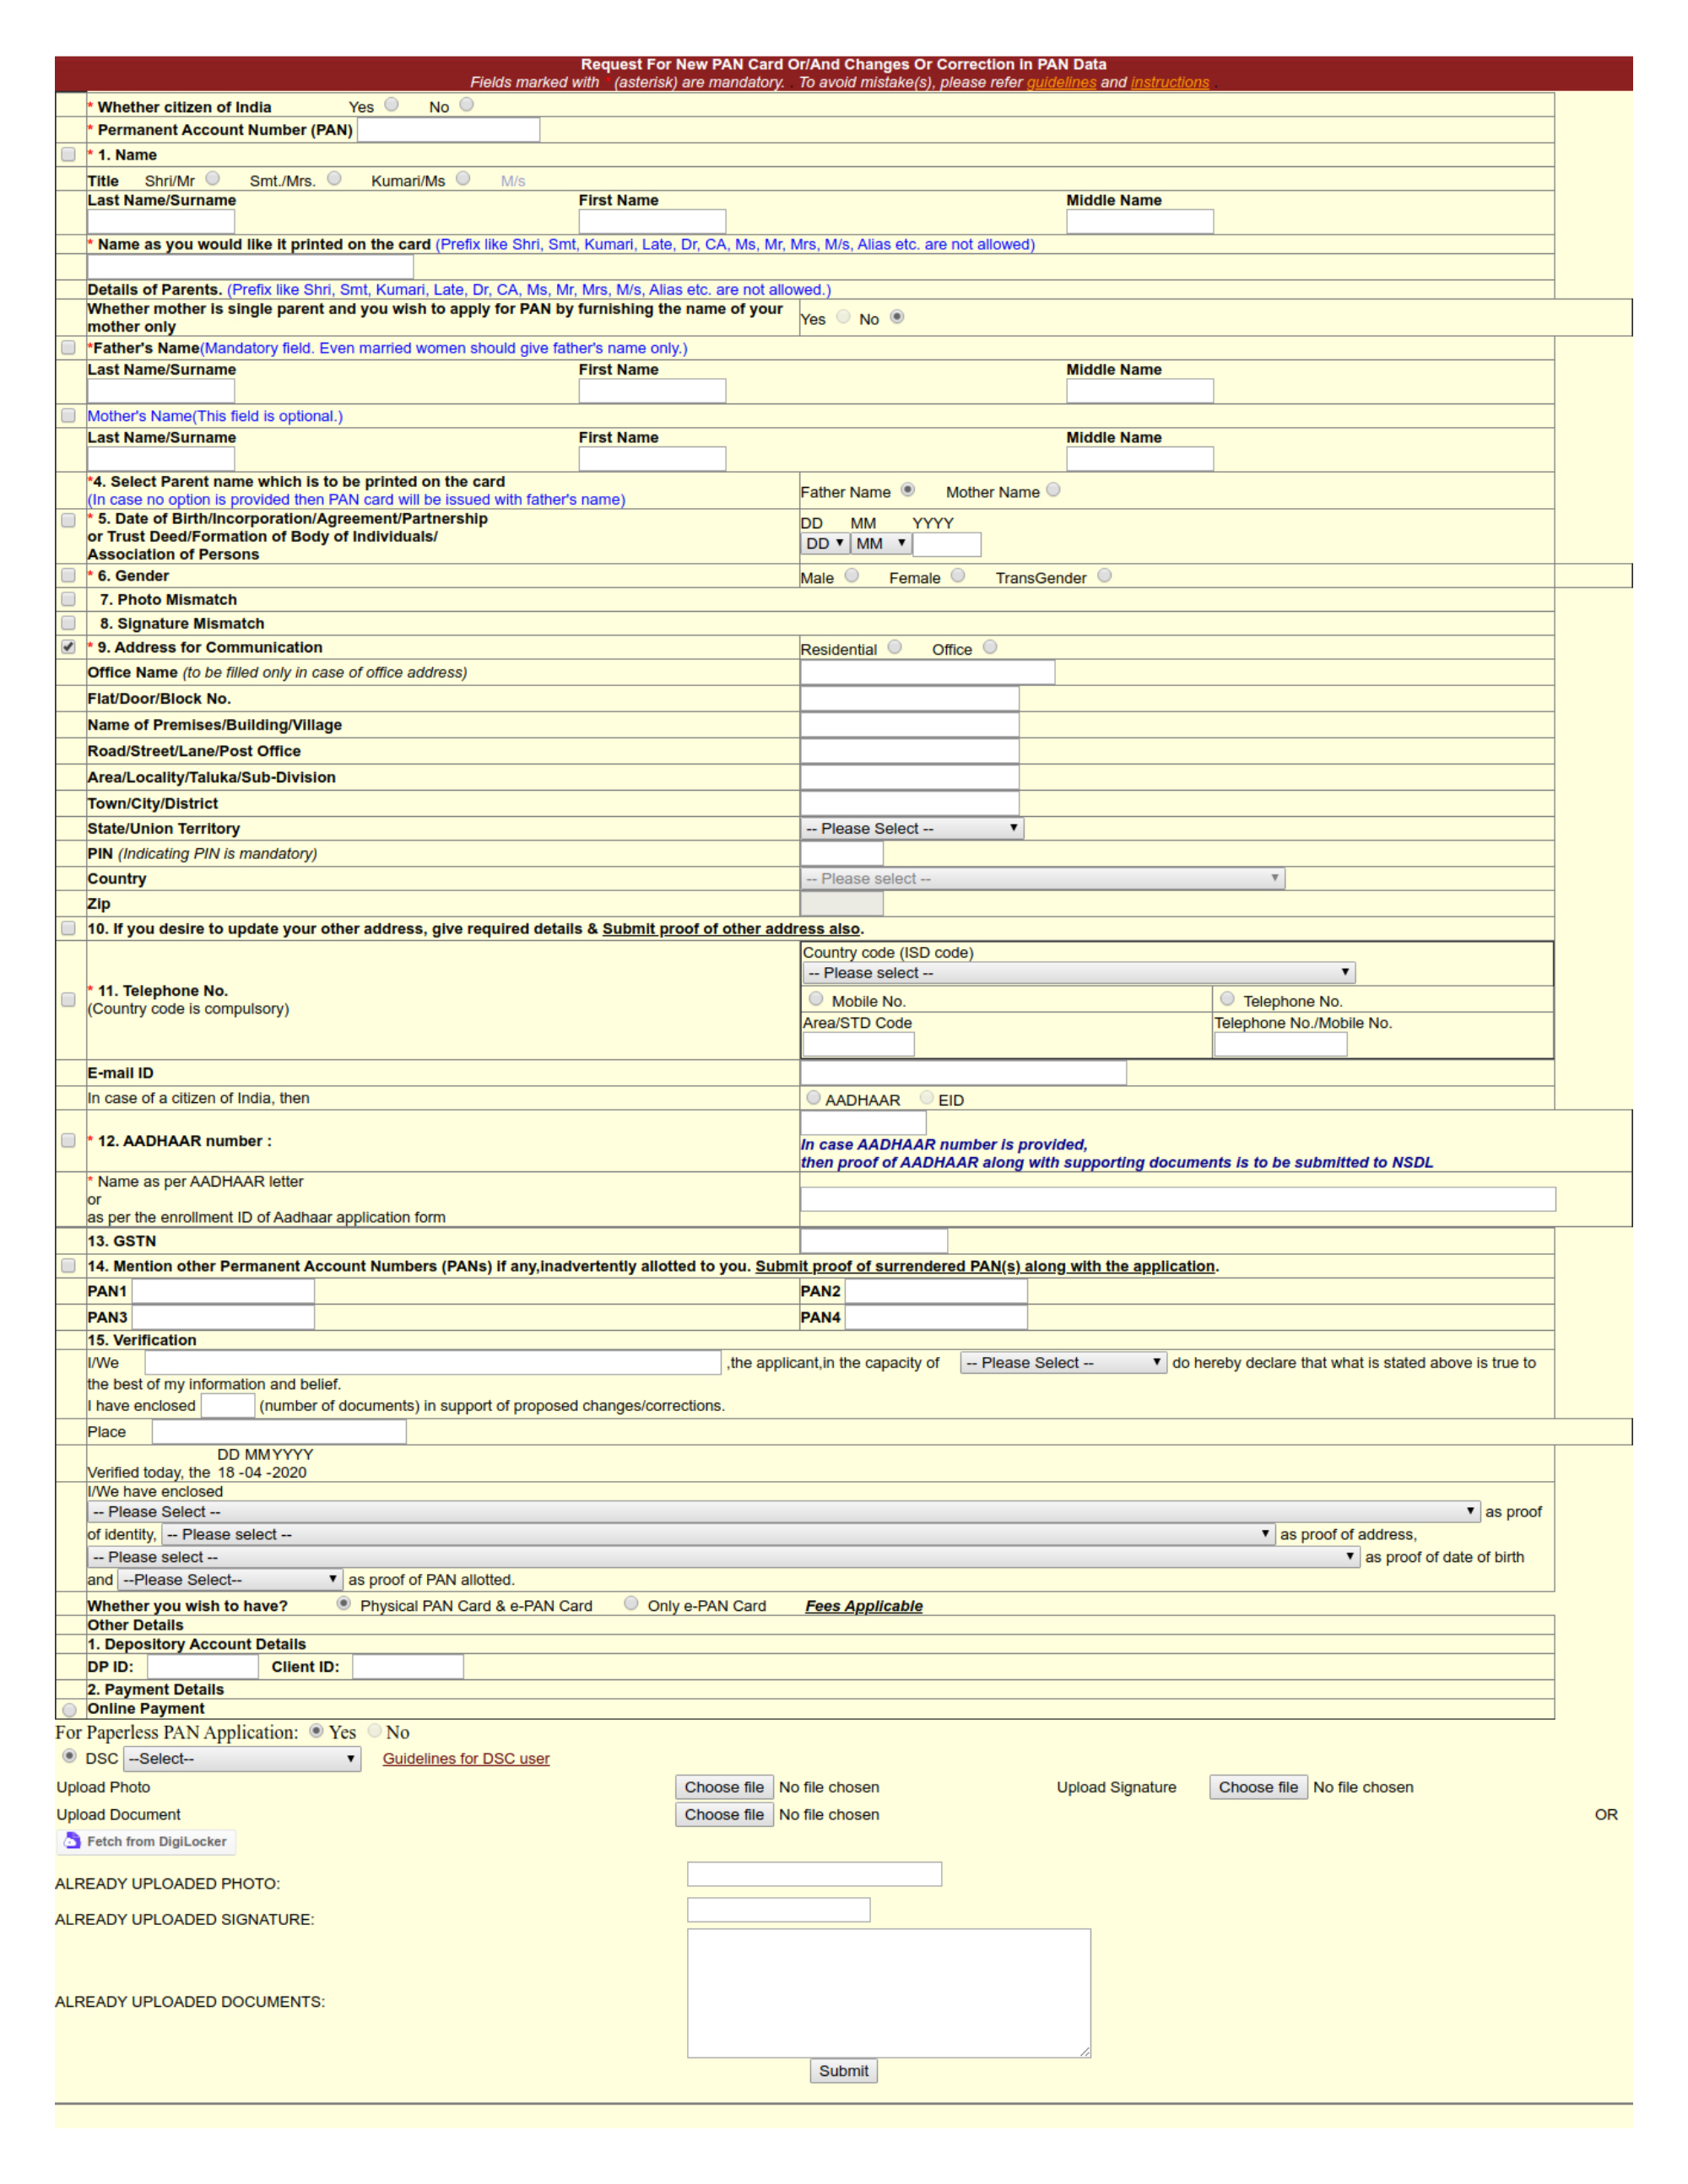 Request For New PAN Card Or/And Changes Or Correction in PAN Data
Fields marked with * (asterisk) are mandatory. . To avoid mistake(s), please refer guidelines and instructions .
* Whether citizen of India Yes No
* Permanent Account Number (PAN)
* 1. Name
Title Shri/Mr Smt./Mrs. Kumari/Ms M/s
Last Name/Surname First Name Middle Name
* Name as you would like it printed on the card (Prefix like Shri, Smt, Kumari, Late, Dr, CA, Ms, Mr, Mrs, M/s, Alias etc. are not allowed)
Details of Parents. (Prefix like Shri, Smt, Kumari, Late, Dr, CA, Ms, Mr, Mrs, M/s, Alias etc. are not allowed.)
Whether mother is single parent and you wish to apply for PAN by furnishing the name of your
mother only
Yes No
*Father's Name(Mandatory field. Even married women should give father's name only.)
Last Name/Surname First Name Middle Name
Mother's Name(This field is optional.)
Last Name/Surname First Name Middle Name
*4. Select Parent name which is to be printed on the card
(In case no option is provided then PAN card will be issued with father's name)
Father Name Mother Name
* 5. Date of Birth/Incorporation/Agreement/Partnership
or Trust Deed/Formation of Body of Individuals/
Association of Persons
DD MM YYYY
DD MM
* 6. Gender Male Female TransGender
7. Photo Mismatch
8. Signature Mismatch
* 9. Address for Communication Residential Office
Office Name (to be filled only in case of office address)
Flat/Door/Block No.
Name of Premises/Building/Village
Road/Street/Lane/Post Office
Area/Locality/Taluka/Sub-Division
Town/City/District
State/Union Territory -- Please Select --
PIN (Indicating PIN is mandatory)
Country -- Please select --
Zip
10. If you desire to update your other address, give required details & Submit proof of other address also.
* 11. Telephone No.
(Country code is compulsory)
Country code (ISD code)
-- Please select --
Mobile No. Telephone No.
Area/STD Code Telephone No./Mobile No.
E-mail ID
In case of a citizen of India, then AADHAAR EID
* 12. AADHAAR number :
In case AADHAAR number is provided,
then proof of AADHAAR along with supporting documents is to be submitted to NSDL
* Name as per AADHAAR letter
or
as per the enrollment ID of Aadhaar application form
13. GSTN
14. Mention other Permanent Account Numbers (PANs) if any,inadvertently allotted to you. Submit proof of surrendered PAN(s) along with the application.
PAN1 PAN2
PAN3 PAN4
15. Verification
I/We ,the applicant,in the capacity of -- Please Select -- do hereby declare that what is stated above is true to
the best of my information and belief.
I have enclosed (number of documents) in support of proposed changes/corrections.
Place
DD MMYYYY
Verified today, the 18 -04 -2020
I/We have enclosed
-- Please Select -- as proof
of identity, -- Please select -- as proof of address,
-- Please select -- as proof of date of birth
and --Please Select-- as proof of PAN allotted.
Whether you wish to have? Physical PAN Card & e-PAN Card Only e-PAN Card Fees Applicable
Other Details
1. Depository Account Details
DP ID: Client ID:
2. Payment Details
Online Payment
For Paperless PAN Application: Yes No
DSC --Select-- Guidelines for DSC user
Upload Photo Choose file No file chosen Upload Signature Choose file No file chosen
Upload Document Choose file No file chosen OR
Fetch from DigiLocker
ALREADY UPLOADED PHOTO:
ALREADY UPLOADED SIGNATURE:
ALREADY UPLOADED DOCUMENTS:
Submit